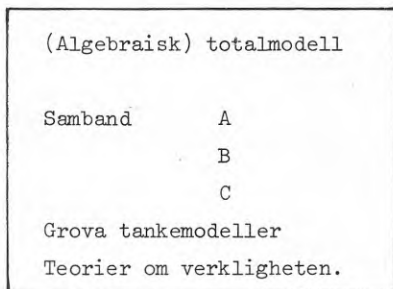 (Algebraisk) totalmodell
Samband A
B
C
Grova tankemodeller
Teorier om verkligheten.